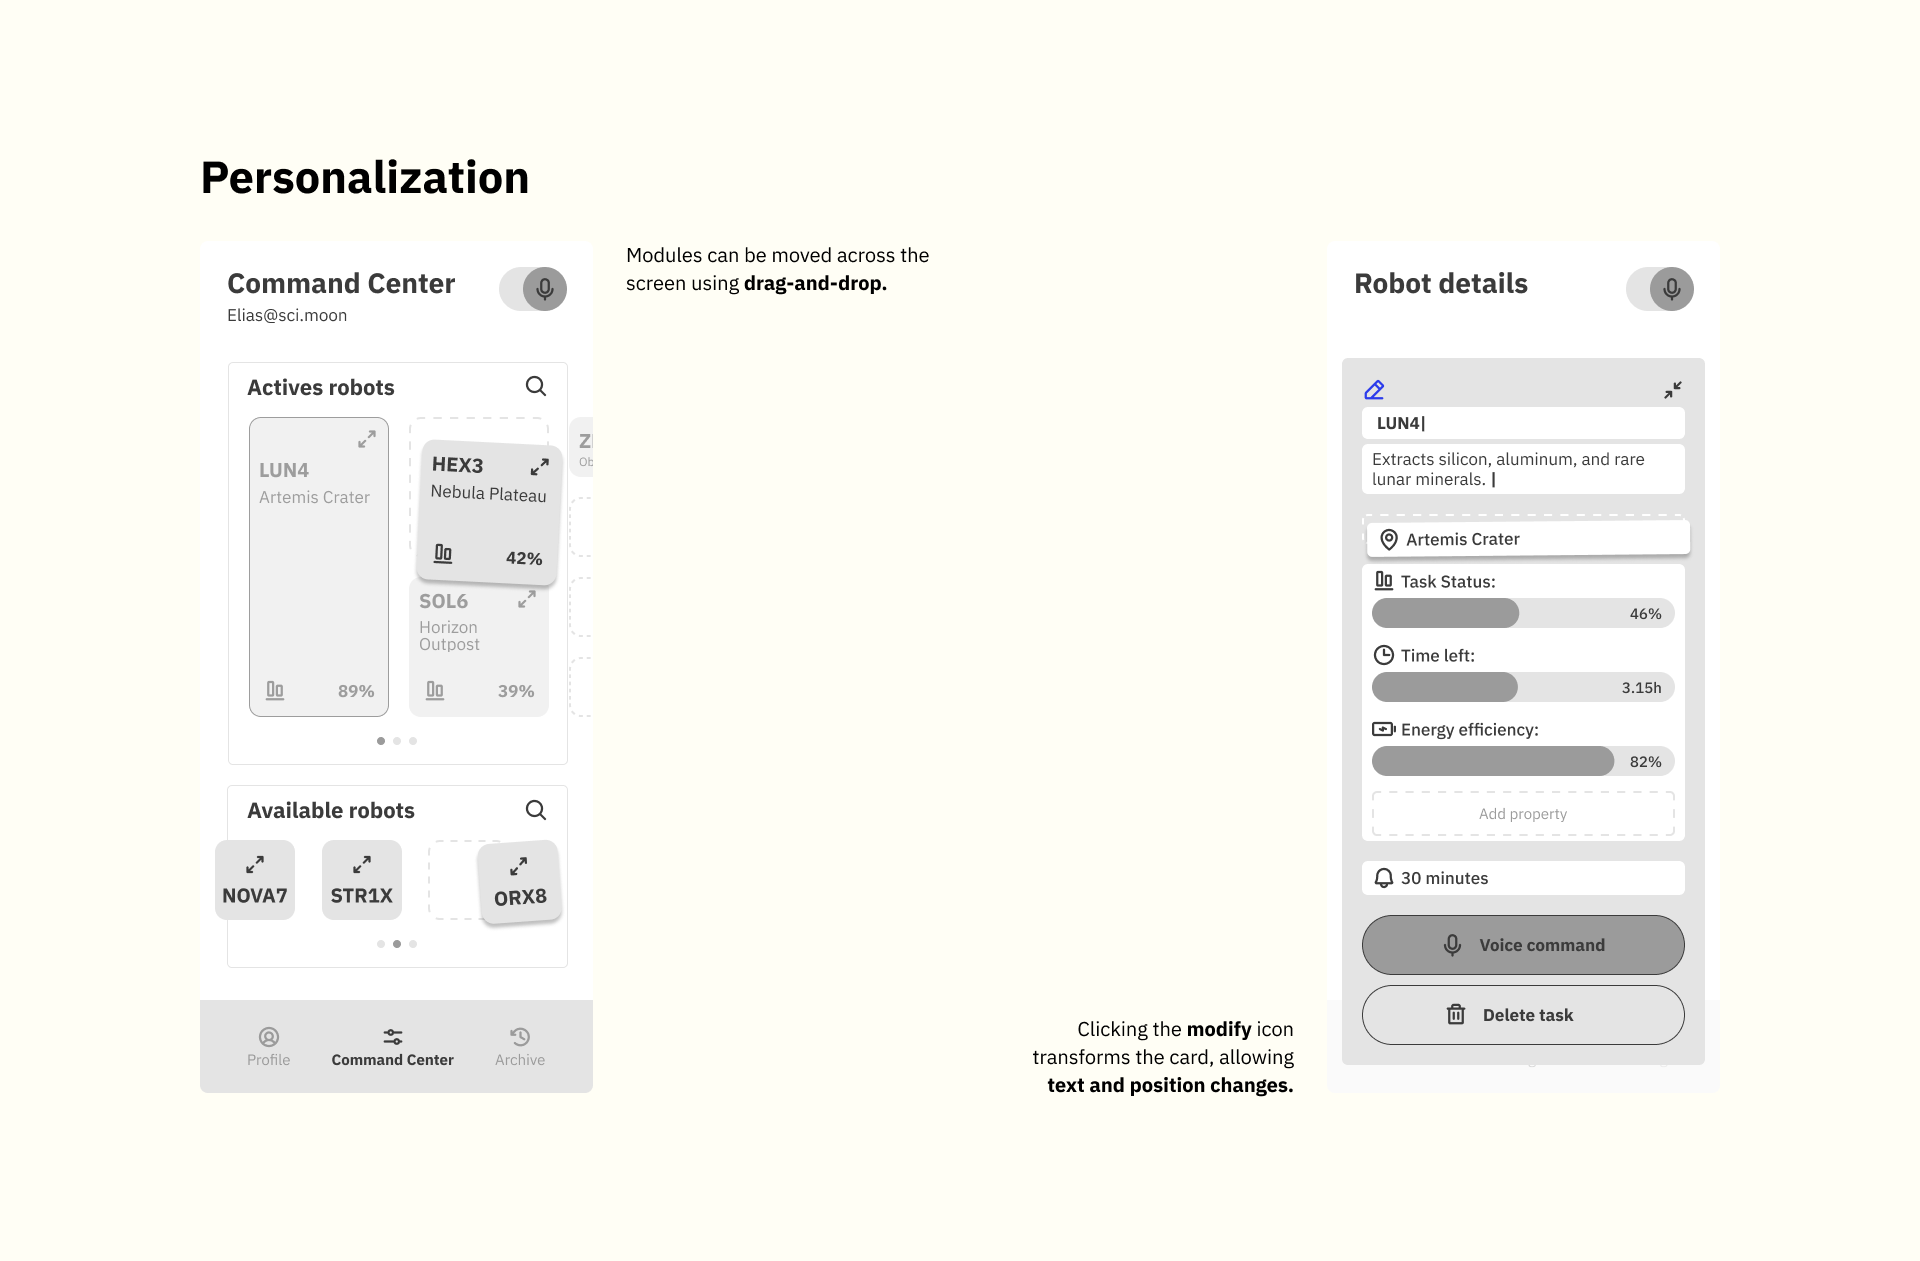 Personalization
Command Center
Elias@sci.moon
Actives robots
LUN4
Artemis Crater
89%
HEX3
Nebula Plateau
42%
SOL6
Horizon
Outpost
39%
Available robots
NOVA7
STR1X
ORX8
Profile
Command Center
Archive
Modules can be moved across the
screen using drag-and-drop.
Clicking the modify icon
transforms the card, allowing
text and position changes.
Robot details
LUN4
Extracts silicon, aluminum, and rare
lunar minerals.
Artemis Crater
Task Status:
46%
Time left:
3.15h
Energy efficiency:
82%
Add property
30 minutes
Voice command
Delete task